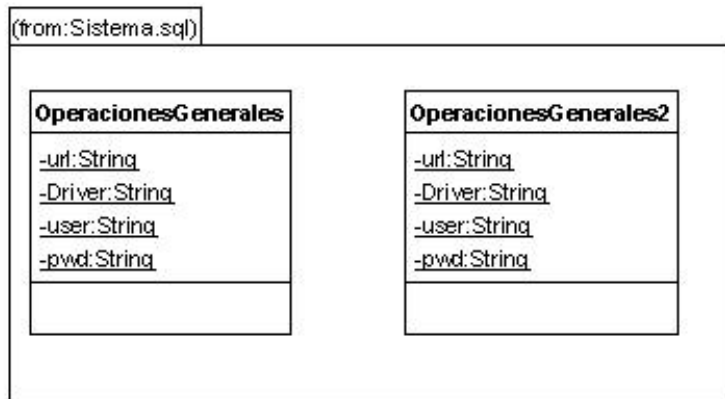 (from:Sistema.sql)
OperacionesGenerales
-url:String
-Driver:String
-user:String
-pwd:String
OperacionesGenerales2
-url:String
-Driver:String
-user:String
-pwd:String